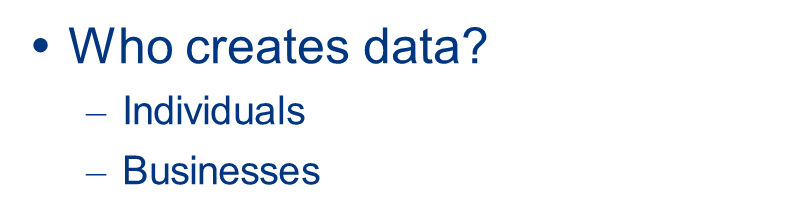 • Who creates data?
– Individuals
– Businesses